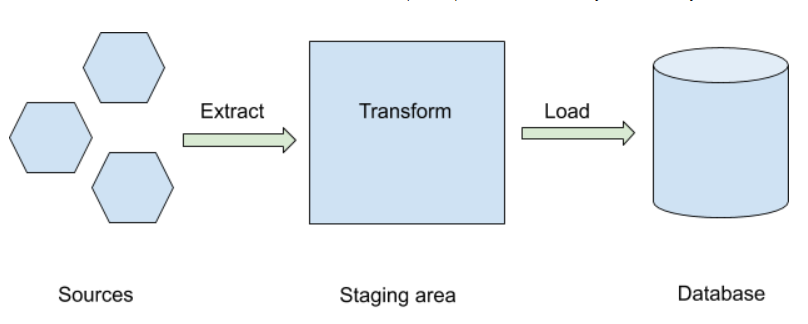 Extract
Transform
Load
Sources
Staging area
Database